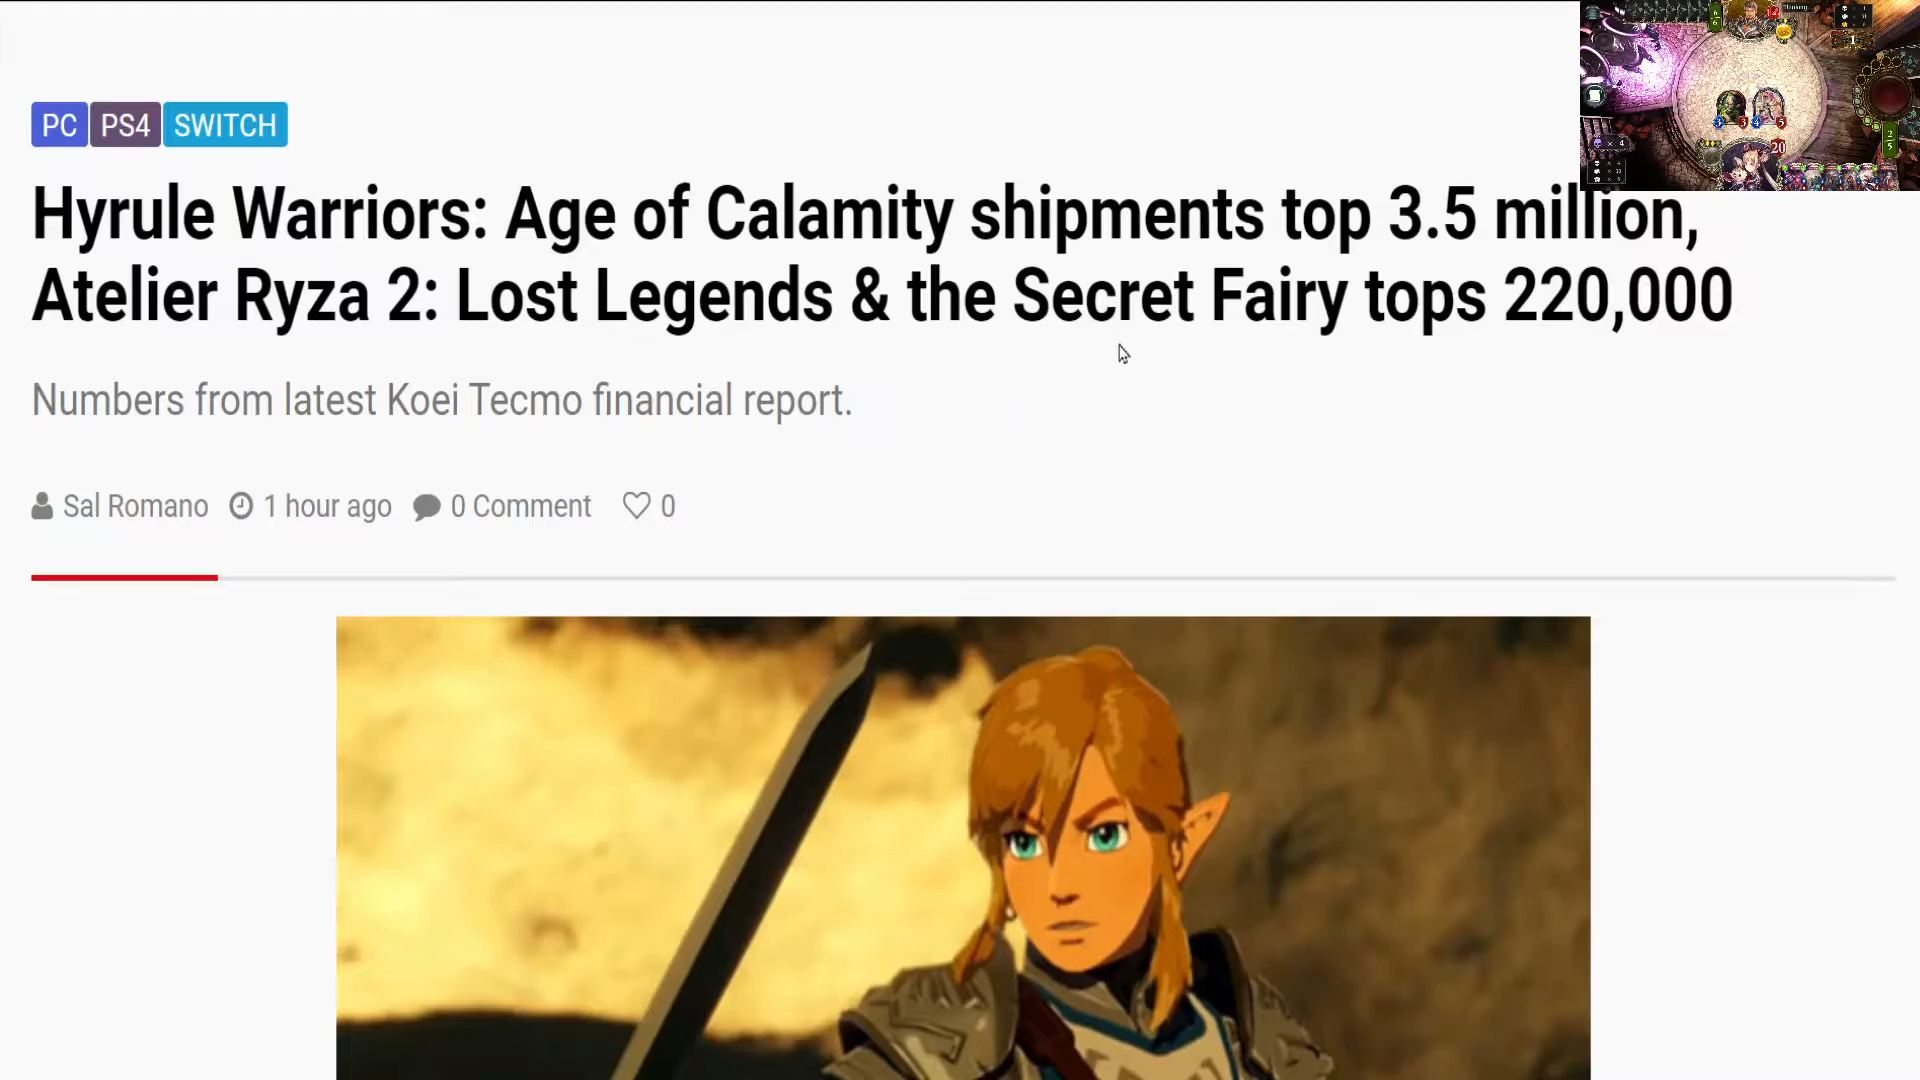 PC PS4 SWITCH
Hyrule Warriors: Age of Calamity shipments top 3.5 million,
Atelier Ryza 2: Lost Legends & the Secret Fairy tops 220,000
Numbers from latest Koei Tecmo financial report.
Sal Romano 1 hour ago 0 Comment 0
Thinking
20